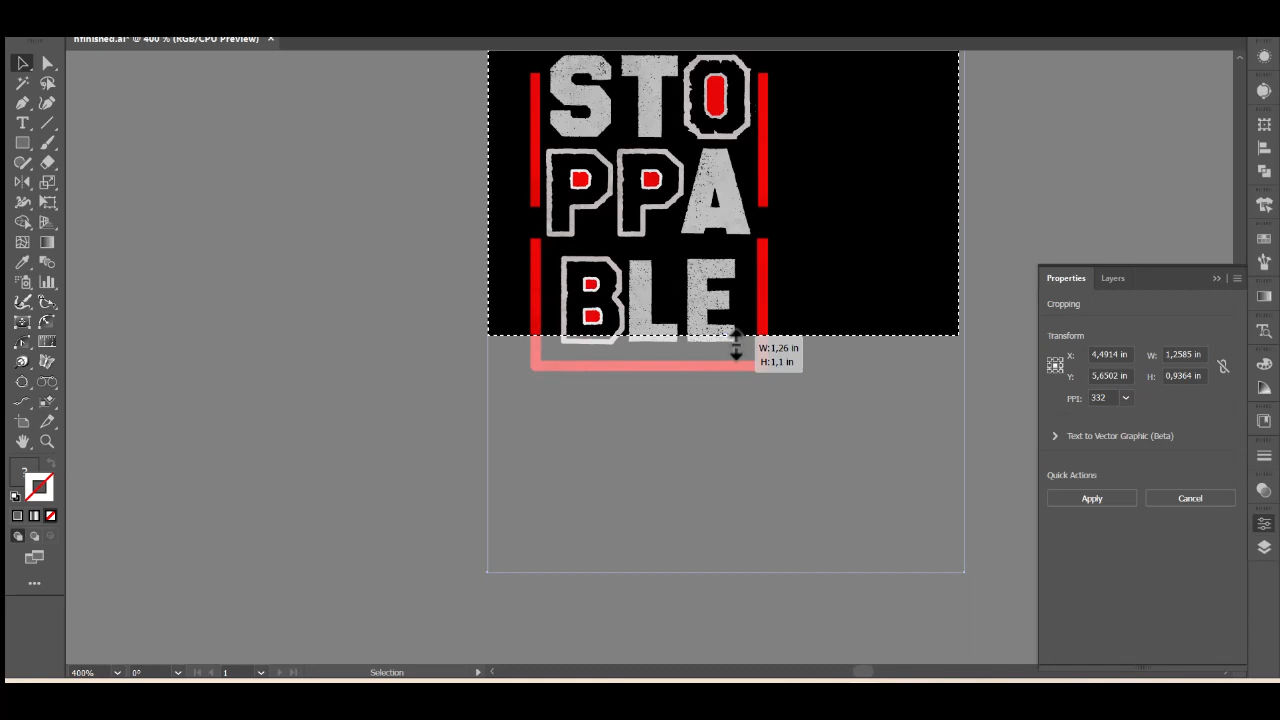 nfinished.ai* @ 400 % (RGB/CPU Preview) ×
STO
PPA
BLE
W:1,26 in
H:1,1 in
Properties Layers
Cropping
Transform
X: 4,4914 in W: 1,2585 in
Y: 5,6502 in H: 0,9364 in
PPI: 332
Text to Vector Graphic (Beta)
Quick Actions
Apply Cancel
400% 0° 1 Selection